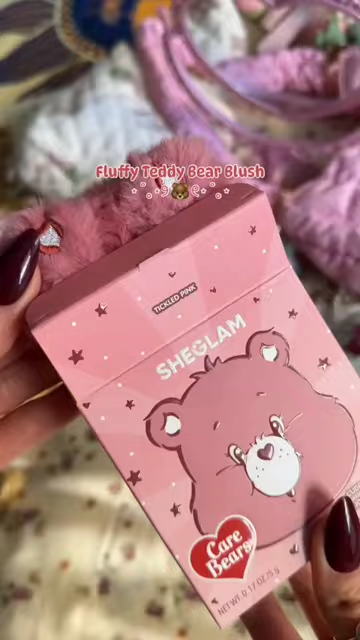 Fluffy Teddy Bear Blush
TICKLED PINK
SHEGLAM
Care
Bears
NET WT. 0.17 OZ/5 g